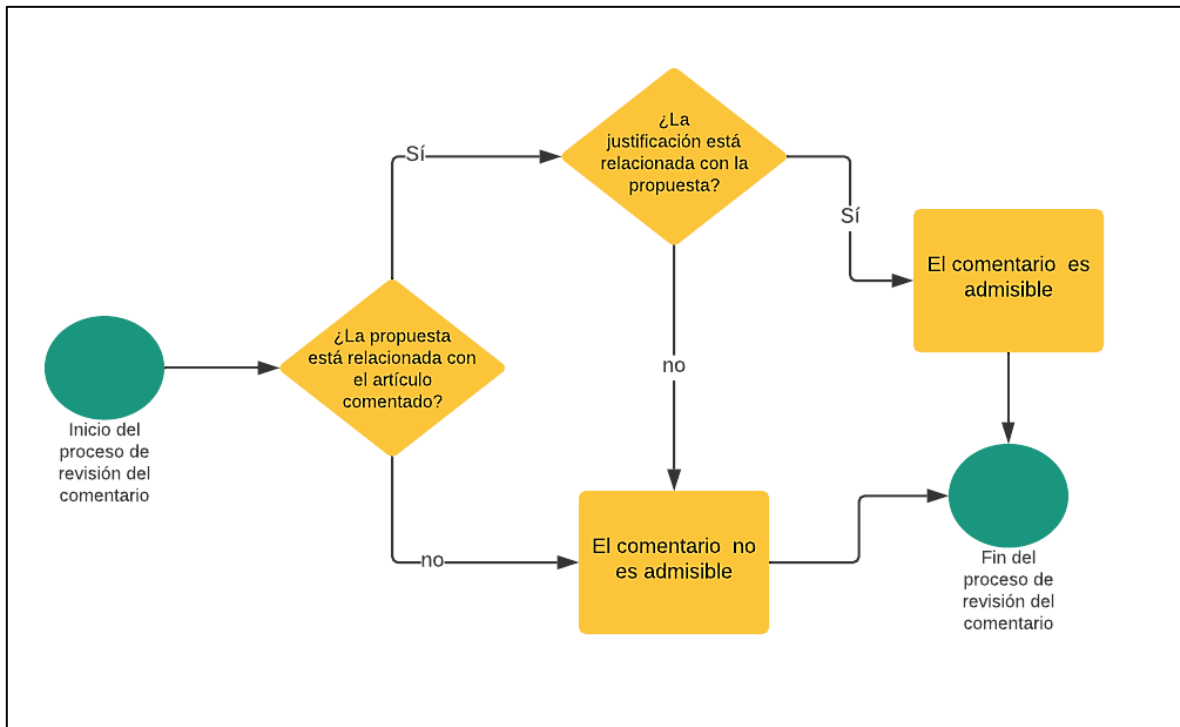 Inicio del
proceso de
revisión del
comentario
¿La propuesta
está relacionada con
el artículo
comentado?
Sí
¿La
justificación está
relacionada con la
propuesta?
Sí
El comentario es
admisible
no
no
El comentario no
es admisible
Fin del
proceso de
revisión del
comentario